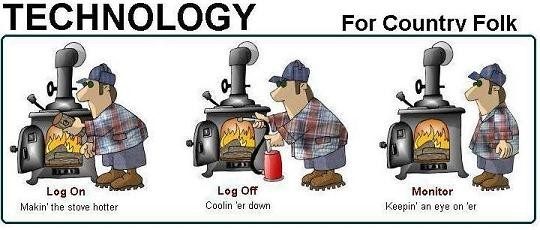 TECHNOLOGY
For Country Folk
Log On
Makin' the stove hotter
Log Off
Coolin 'er down
Monitor
Keepin' an eye on 'er